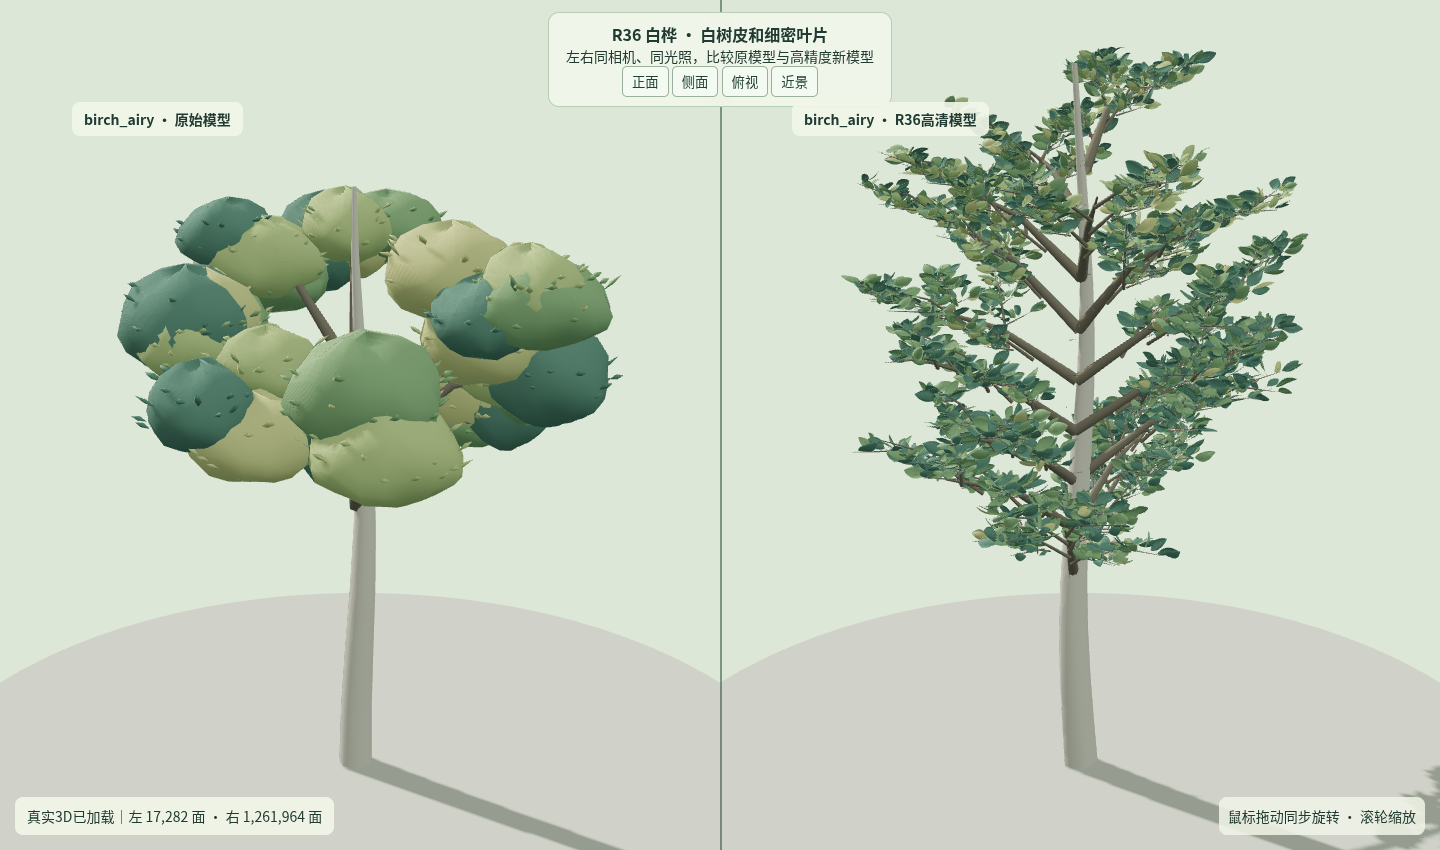 R36 白桦 · 白树皮和细密叶片
左右同相机、同光照，比较原模型与高精度新模型
正面 侧面 俯视 近景
birch_airy · 原始模型
birch_airy · R36高清模型
真实3D已加载｜左 17,282 面 · 右 1,261,964 面
鼠标拖动同步旋转 · 滚轮缩放